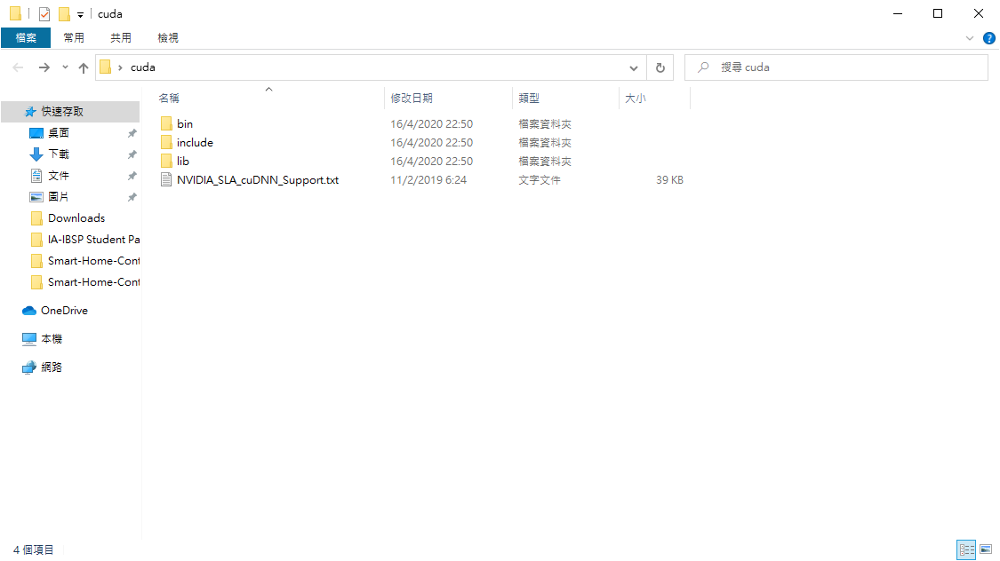 cuda
檔案 常用 共用 檢視
cuda 搜尋 cuda
名稱 修改日期 類型 大小
快速存取
桌面
下載
文件
圖片
Downloads
IA-IBSP Student Pa
Smart-Home-Cont
Smart-Home-Cont
OneDrive
本機
網路
bin 16/4/2020 22:50 檔案資料夾
include 16/4/2020 22:50 檔案資料夾
lib 16/4/2020 22:50 檔案資料夾
NVIDIA_SLA_cuDNN_Support.txt 11/2/2019 6:24 文字文件 39 KB
4 個項目